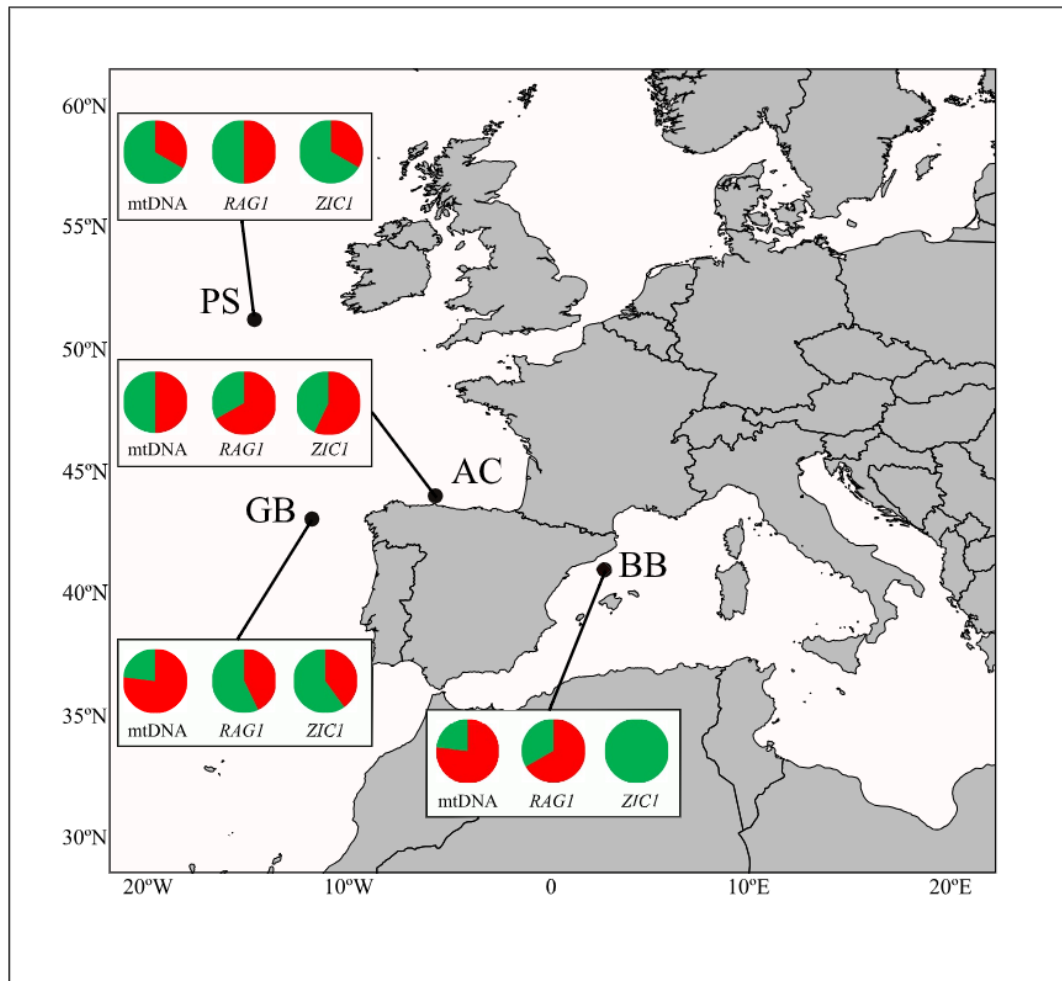 60ºN
mtDNA RAG1 ZIC1
55ºN
PS
50ºN
mtDNA RAG1 ZIC1
45ºN
AC
GB
BB
40ºN
mtDNA RAG1 ZIC1
35ºN
mtDNA RAG1 ZIC1
30ºN
20ºW 10ºW 0 10ºE 20ºE